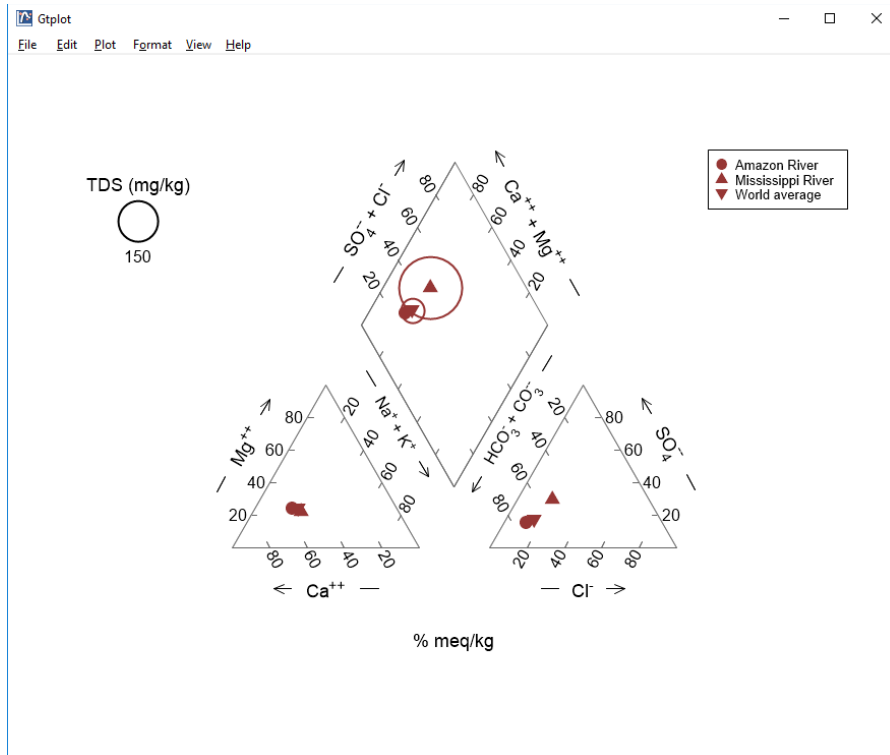 Gtplot
File Edit Plot Format View Help
TDS (mg/kg)
150
Amazon River
Mississippi River
World average
SO₄⁻⁻ + Cl⁻
Ca⁺⁺ + Mg⁺⁺
80
60
40
20
80
60
40
20
Mg⁺⁺
Na⁺ + K⁺
HCO₃⁻ + CO₃⁻⁻
SO₄⁻⁻
80
60
40
20
20
40
60
80
20
40
60
80
80
60
40
20
80 60 40 20
20 40 60 80
Ca⁺⁺
Cl⁻
% meq/kg